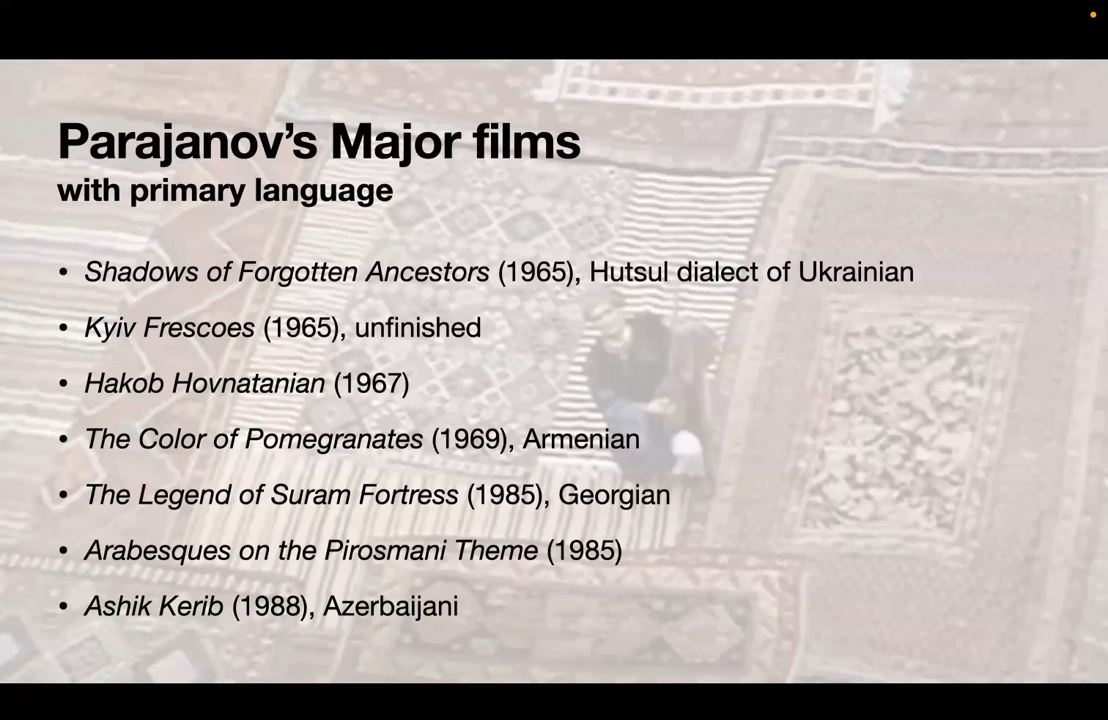 Parajanov's Major films
with primary language
• Shadows of Forgotten Ancestors (1965), Hutsul dialect of Ukrainian
• Kyiv Frescoes (1965), unfinished
• Hakob Hovnatanian (1967)
• The Color of Pomegranates (1969), Armenian
• The Legend of Suram Fortress (1985), Georgian
• Arabesques on the Pirosmani Theme (1985)
• Ashik Kerib (1988), Azerbaijani